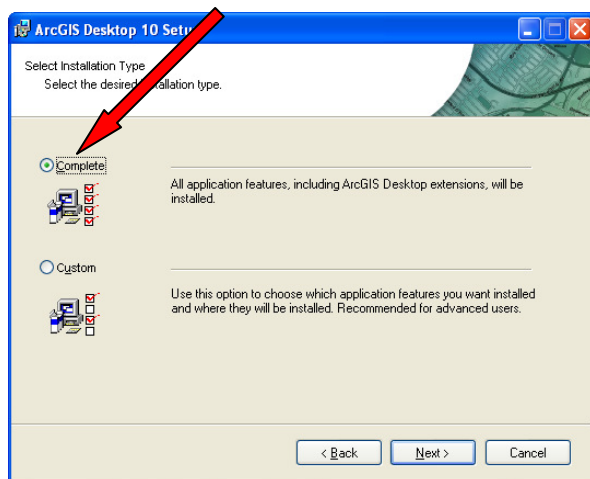 ArcGIS Desktop 10
Select Installation Type
Select the desired installation type.
Complete
All application features, including ArcGIS Desktop extensions, will be
installed.
Custom
Use this option to choose which application features you want installed
and where they will be installed. Recommended for advanced users.
< Back
Next >
Cancel